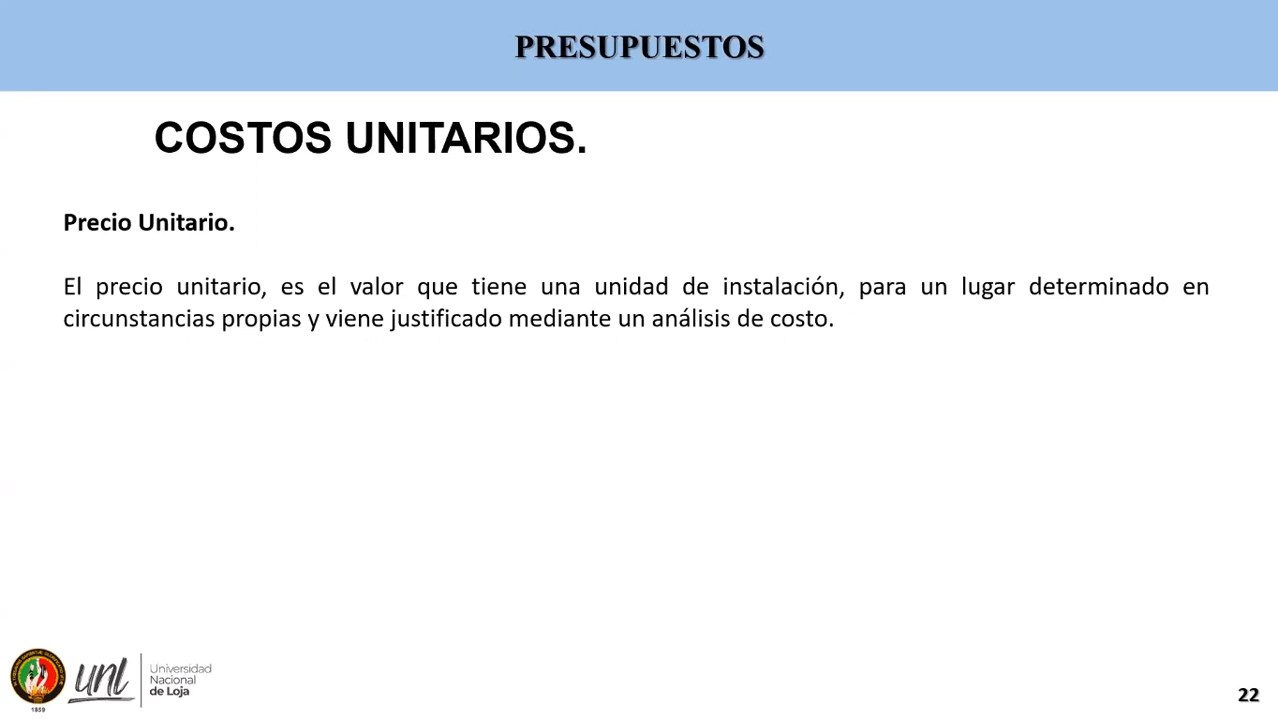 PRESUPUESTOS
COSTOS UNITARIOS.
Precio Unitario.
El precio unitario, es el valor que tiene una unidad de instalación, para un lugar determinado en
circunstancias propias y viene justificado mediante un análisis de costo.
unl
Universidad
Nacional
de Loja
1859
22